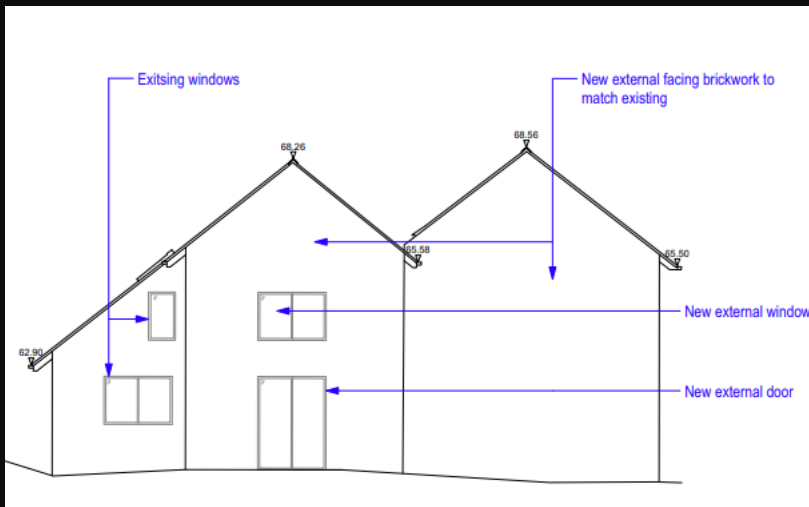 Exitsing windows
New external facing brickwork to
match existing
68.26
68.56
65.58
65.50
New external window
62.90
New external door